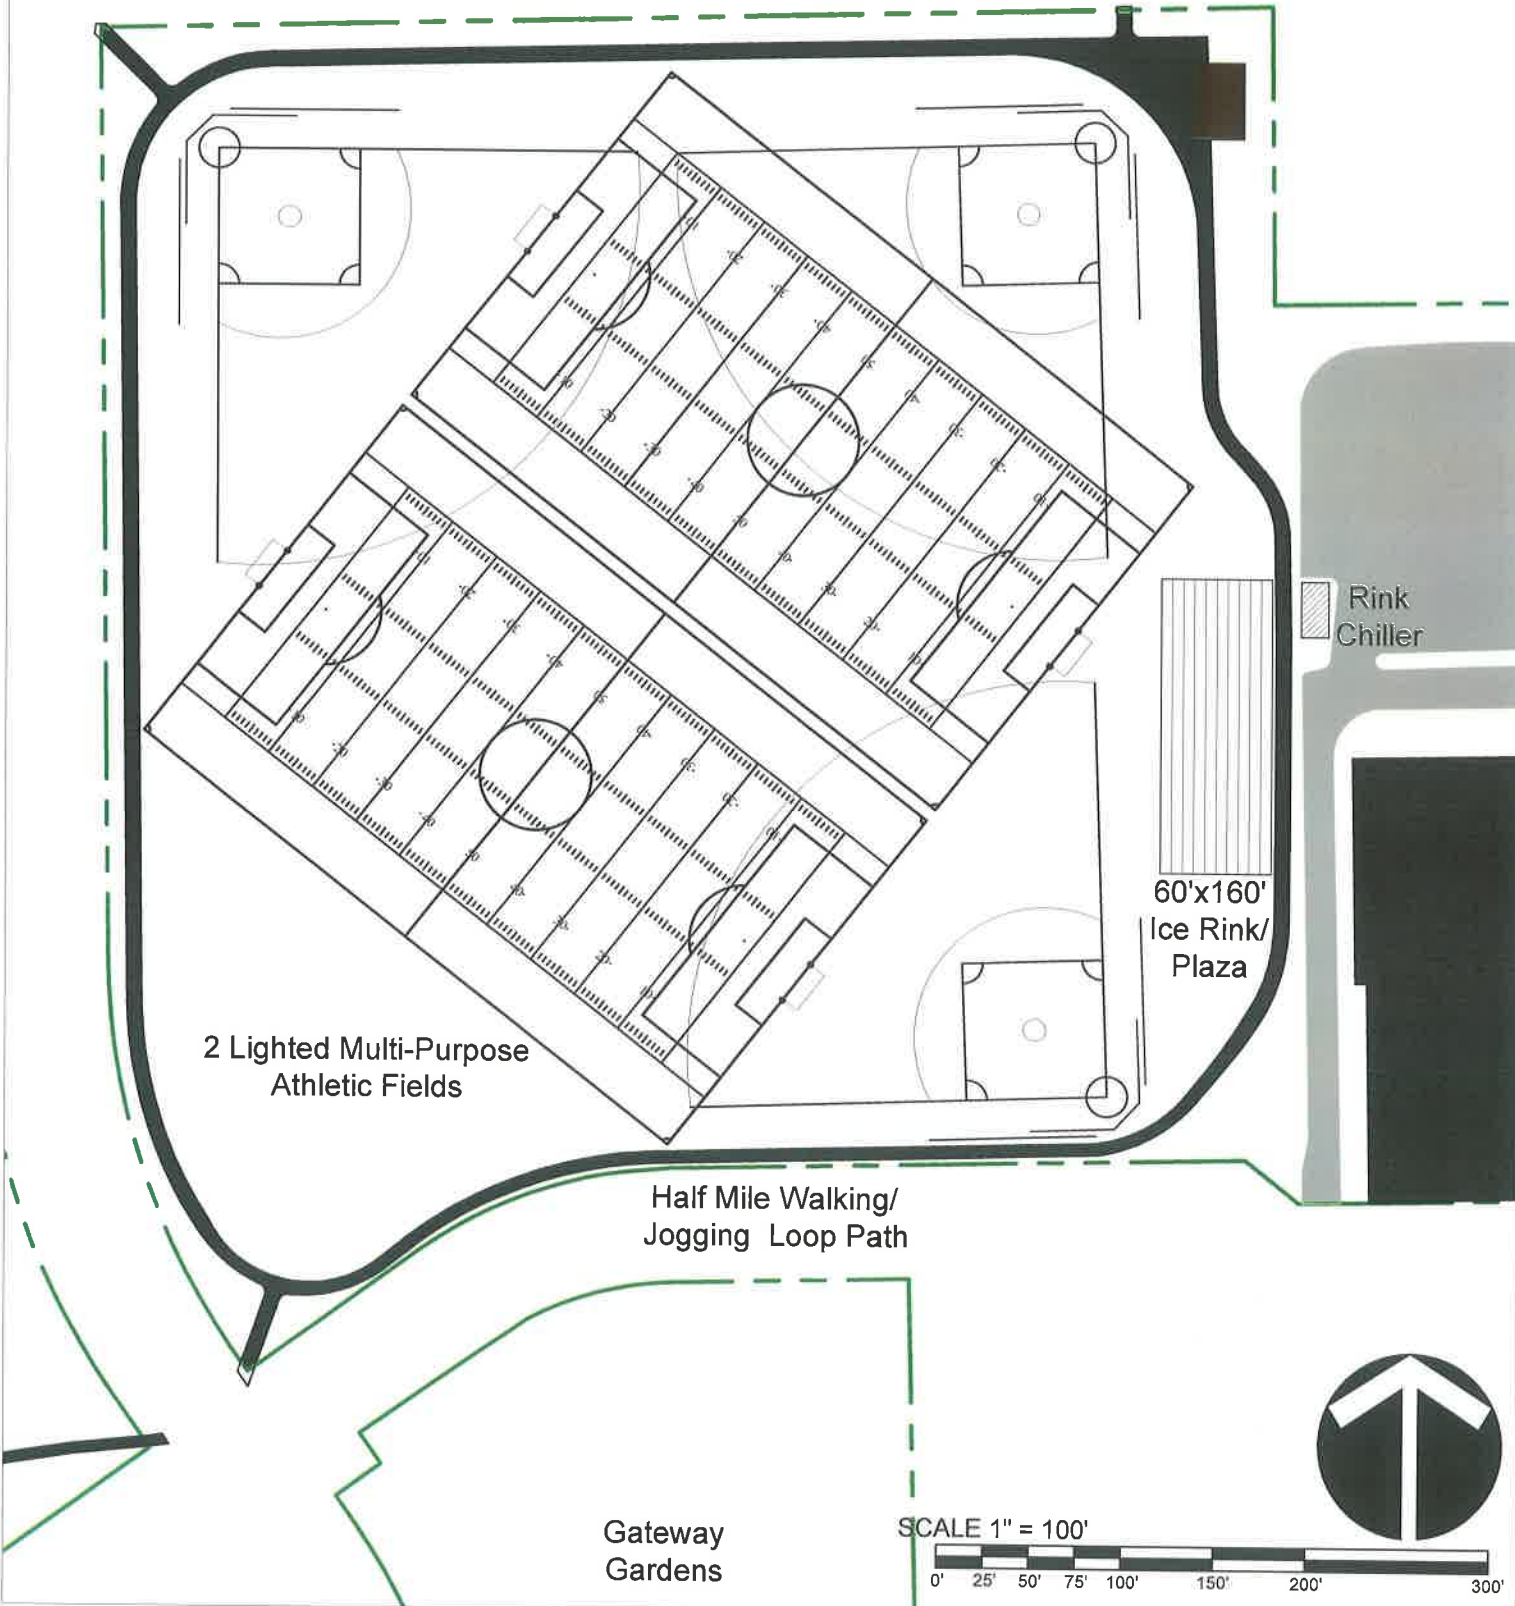 Rink
Chiller
60'x160'
Ice Rink/
Plaza
2 Lighted Multi-Purpose
Athletic Fields
Half Mile Walking/
Jogging Loop Path
Gateway
Gardens
SCALE 1" = 100'
0' 25' 50' 75' 100' 150' 200' 300'